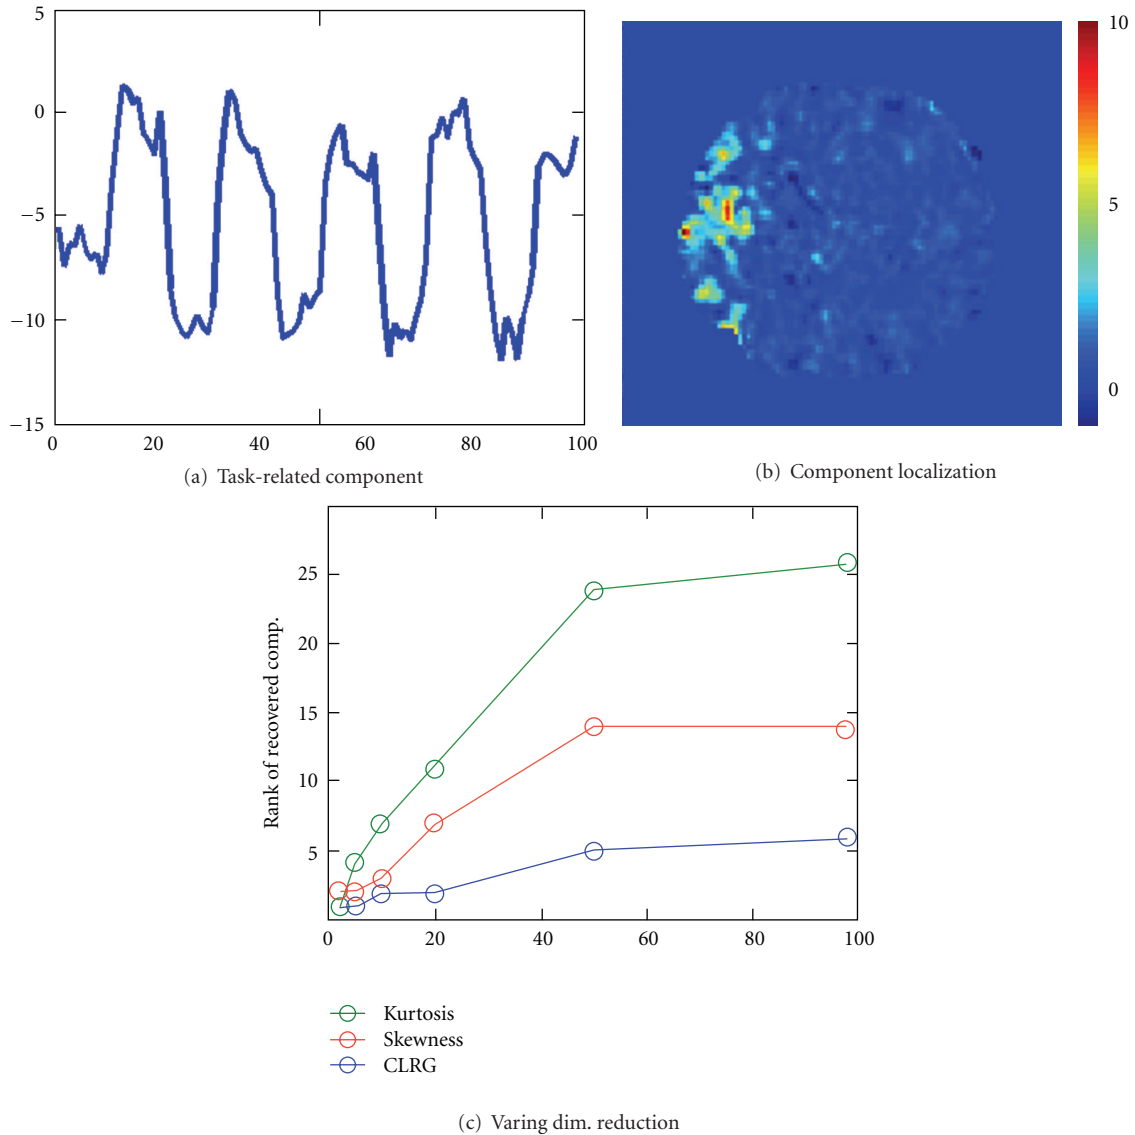 5
0
−5
−10
−15
0 20 40 60 80 100
(a) Task-related component
10
5
0
(b) Component localization
Rank of recovered comp.
25
20
15
10
5
0 20 40 60 80 100
Kurtosis
Skewness
CLRG
(c) Varing dim. reduction